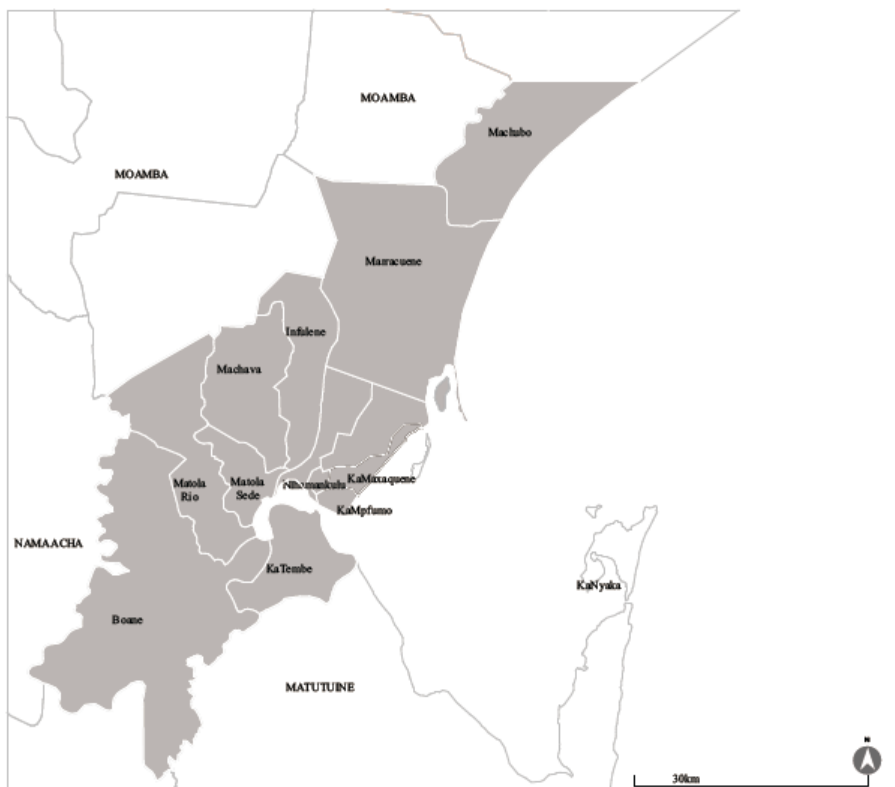 MOAMBA
Machubo
MOAMBA
Marracuene
Infulene
Machava
Matola
Rio
Matola
Sede
Nlhamankulu
KaMaxaquene
KaMpfumo
NAMAACHA
KaTembe
KaNyaka
Boane
MATUTUINE
N
30km